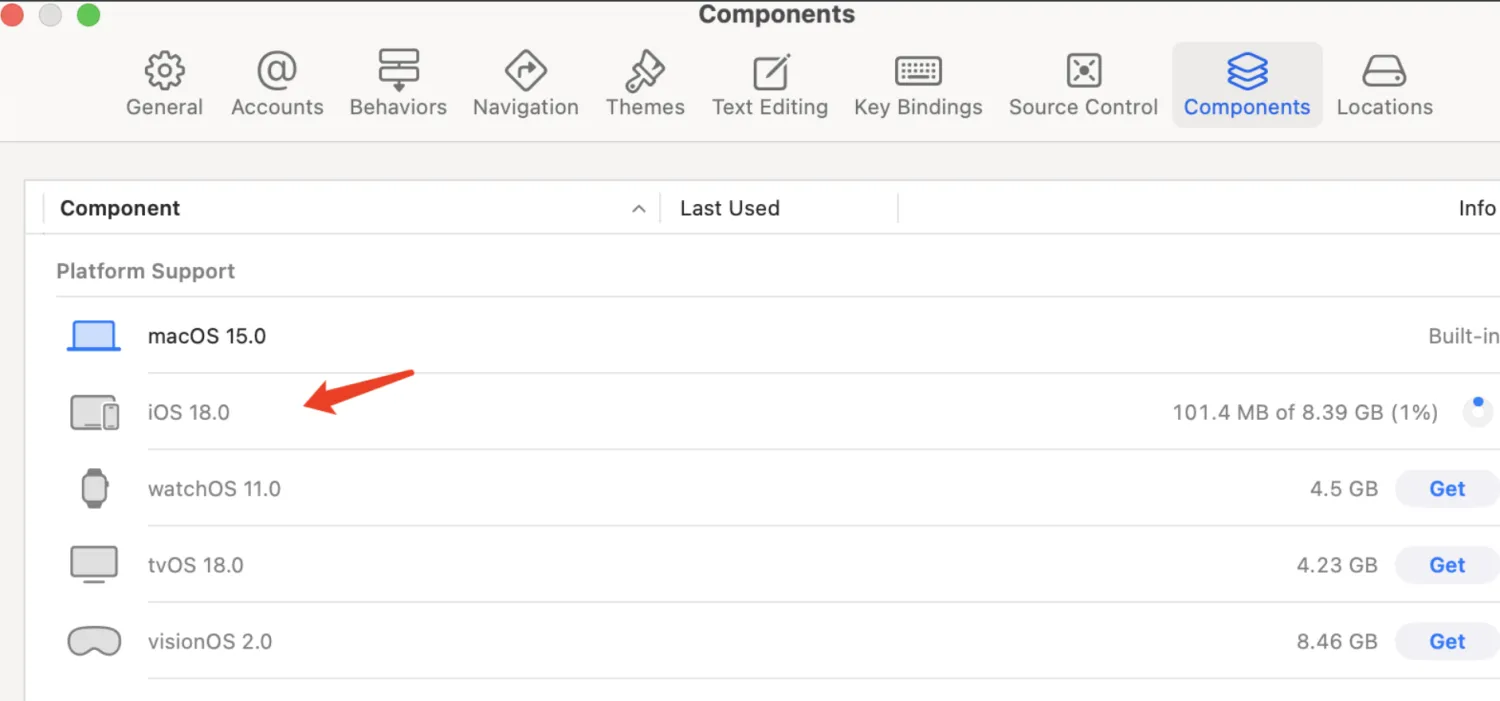 Components
General Accounts Behaviors Navigation Themes Text Editing Key Bindings Source Control Components Locations
Component Last Used Info
Platform Support
macOS 15.0 Built-in
iOS 18.0 101.4 MB of 8.39 GB (1%)
watchOS 11.0 4.5 GB Get
tvOS 18.0 4.23 GB Get
visionOS 2.0 8.46 GB Get